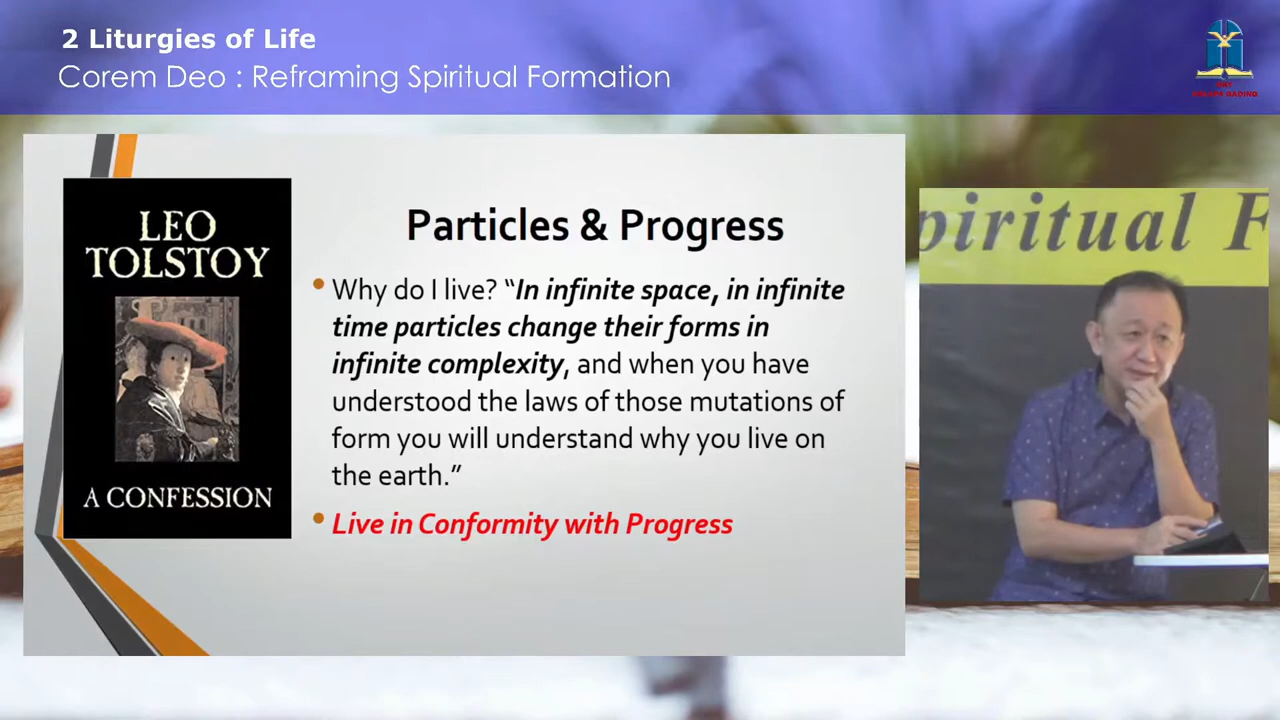 2 Liturgies of Life
Corem Deo : Reframing Spiritual Formation
LEO
TOLSTOY
A CONFESSION
Particles & Progress
• Why do I live? “In infinite space, in infinite
time particles change their forms in
infinite complexity, and when you have
understood the laws of those mutations of
form you will understand why you live on
the earth.”
• Live in Conformity with Progress
piritual F
GADING